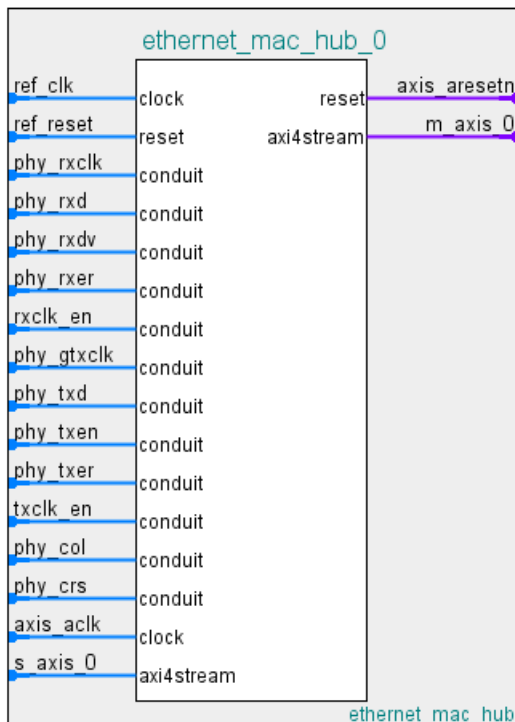 ethernet_mac_hub_0
ref_clk
clock
reset
axis_aresetn
ref_reset
reset
axi4stream
m_axis_0
phy_rxclk
conduit
phy_rxd
conduit
phy_rxdv
conduit
phy_rxer
conduit
rxclk_en
conduit
phy_gtxclk
conduit
phy_txd
conduit
phy_txen
conduit
phy_txer
conduit
txclk_en
conduit
phy_col
conduit
phy_crs
conduit
axis_aclk
clock
s_axis_0
axi4stream
ethernet_mac_hub